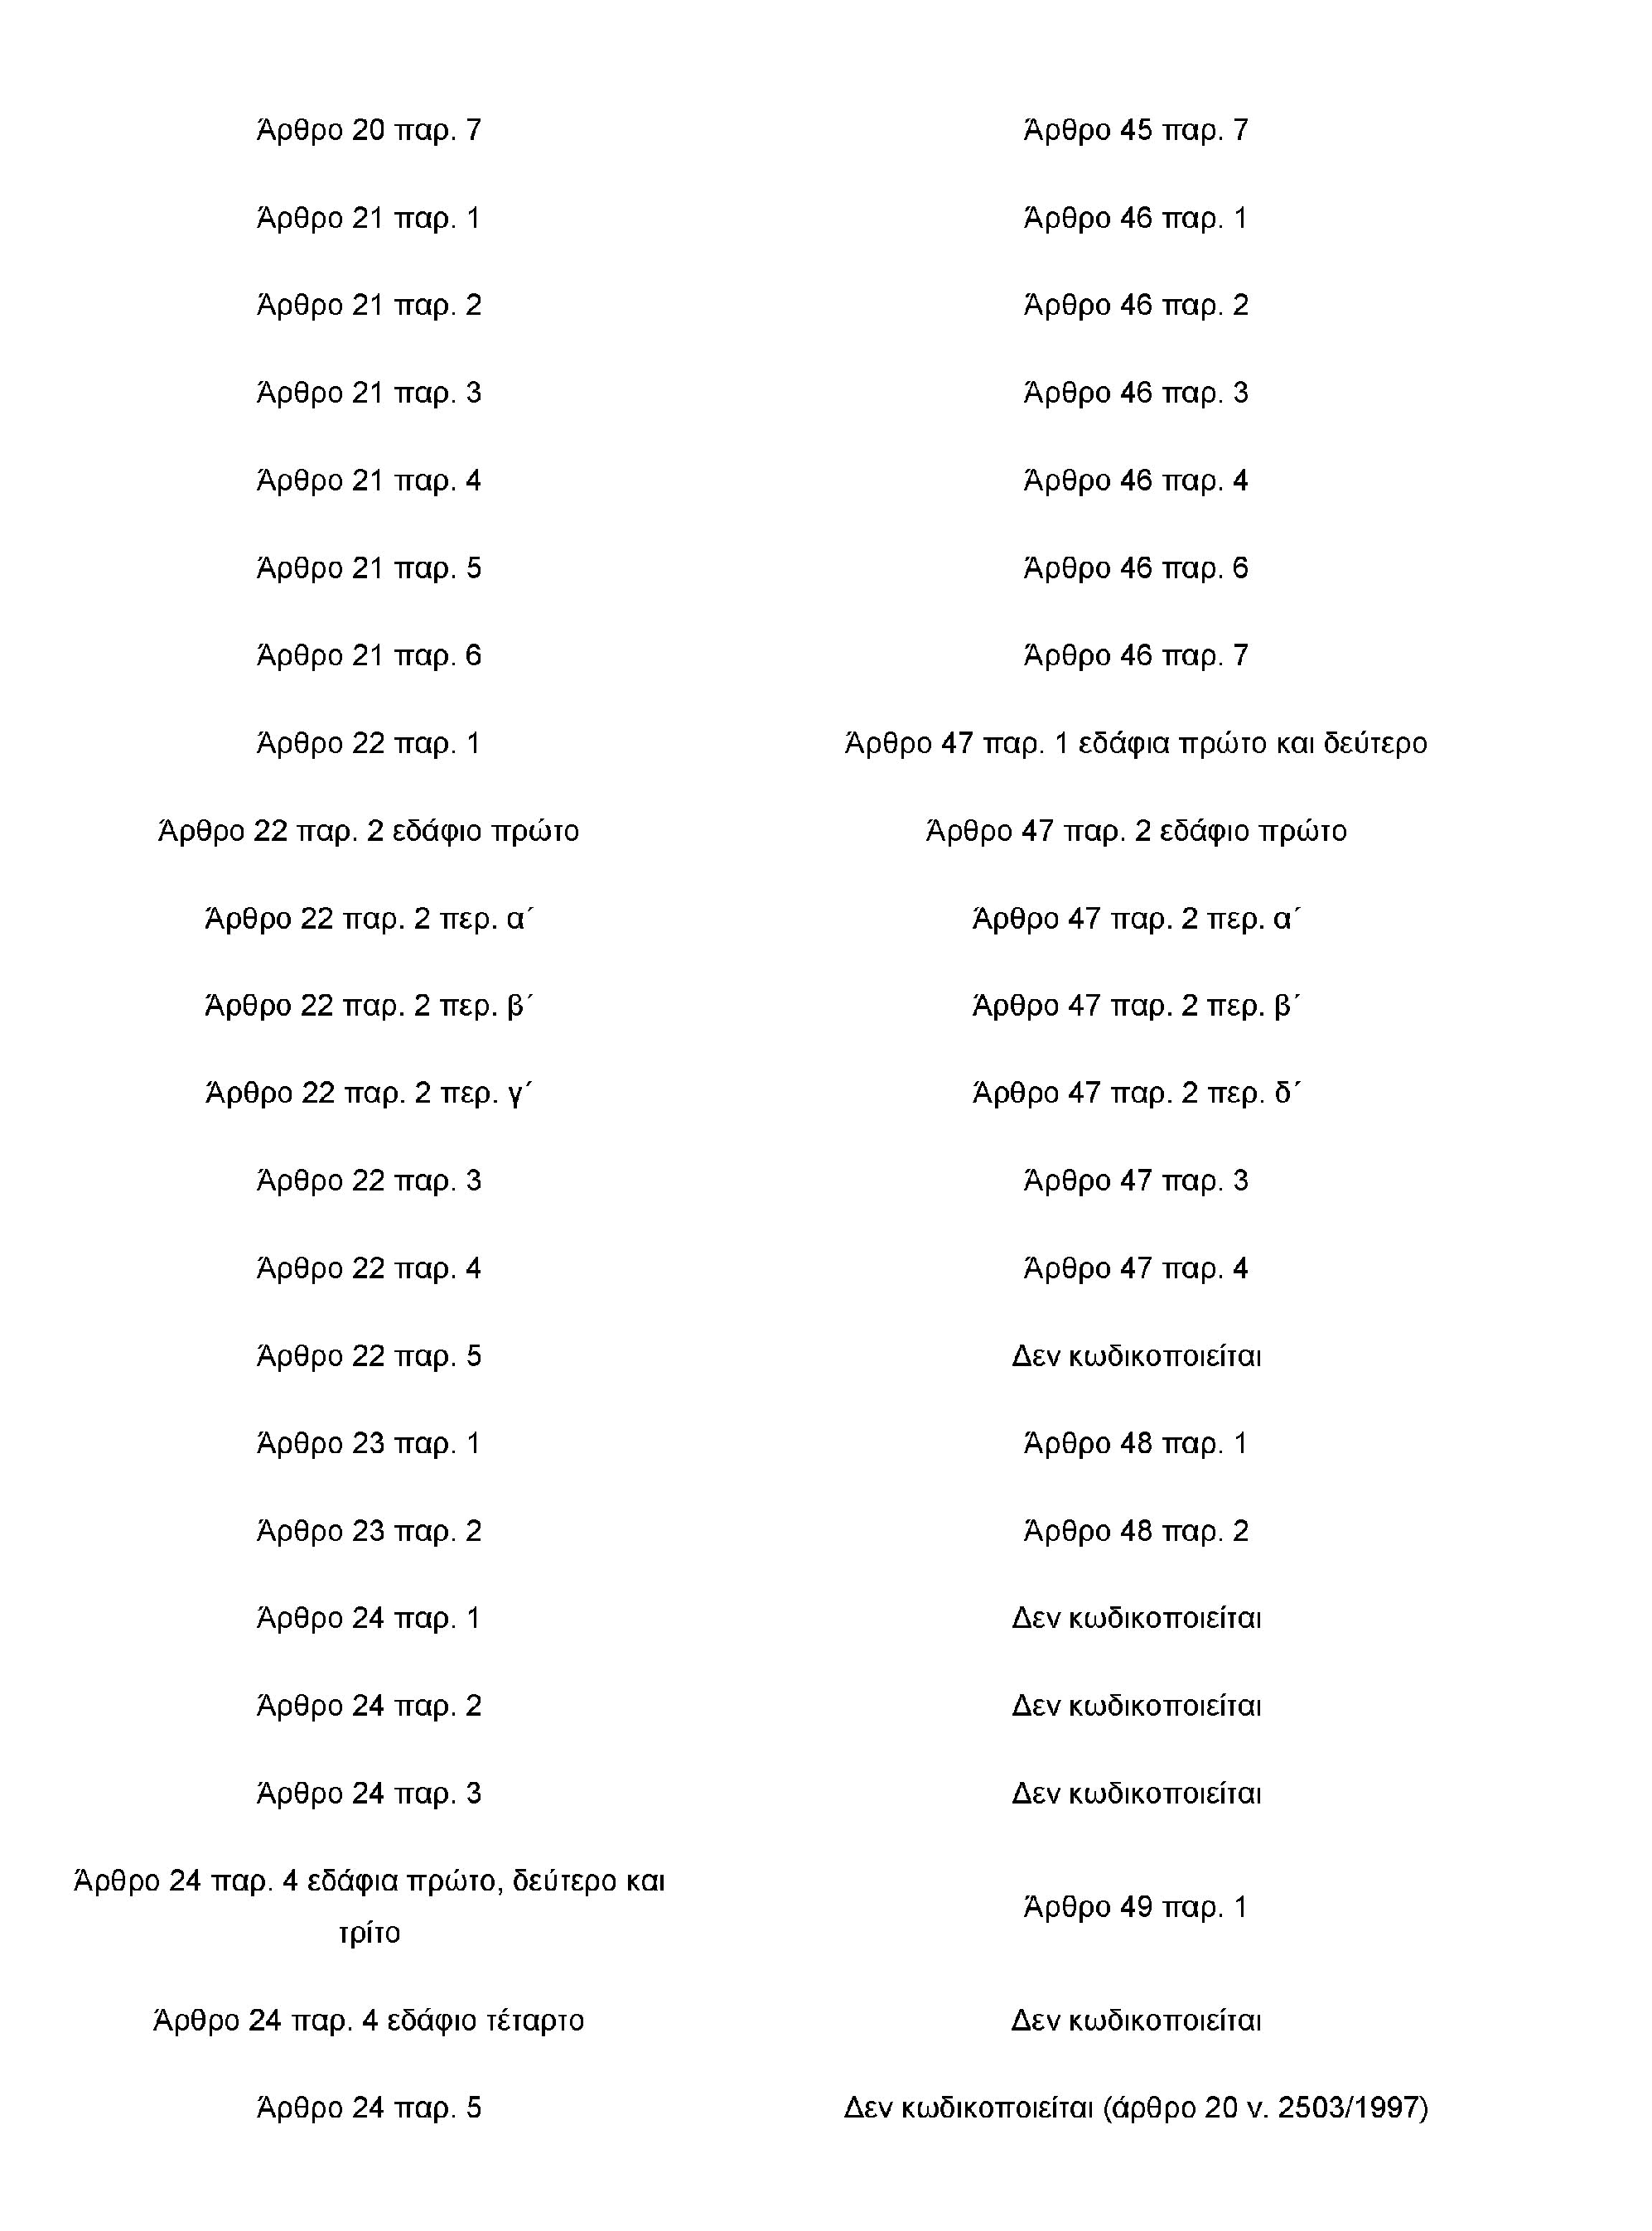 Άρθρο 20 παρ. 7 Άρθρο 45 παρ. 7
Άρθρο 21 παρ. 1 Άρθρο 46 παρ. 1
Άρθρο 21 παρ. 2 Άρθρο 46 παρ. 2
Άρθρο 21 παρ. 3 Άρθρο 46 παρ. 3
Άρθρο 21 παρ. 4 Άρθρο 46 παρ. 4
Άρθρο 21 παρ. 5 Άρθρο 46 παρ. 6
Άρθρο 21 παρ. 6 Άρθρο 46 παρ. 7
Άρθρο 22 παρ. 1 Άρθρο 47 παρ. 1 εδάφια πρώτο και δεύτερο
Άρθρο 22 παρ. 2 εδάφιο πρώτο Άρθρο 47 παρ. 2 εδάφιο πρώτο
Άρθρο 22 παρ. 2 περ. α΄ Άρθρο 47 παρ. 2 περ. α΄
Άρθρο 22 παρ. 2 περ. β΄ Άρθρο 47 παρ. 2 περ. β΄
Άρθρο 22 παρ. 2 περ. γ΄ Άρθρο 47 παρ. 2 περ. δ΄
Άρθρο 22 παρ. 3 Άρθρο 47 παρ. 3
Άρθρο 22 παρ. 4 Άρθρο 47 παρ. 4
Άρθρο 22 παρ. 5 Δεν κωδικοποιείται
Άρθρο 23 παρ. 1 Άρθρο 48 παρ. 1
Άρθρο 23 παρ. 2 Άρθρο 48 παρ. 2
Άρθρο 24 παρ. 1 Δεν κωδικοποιείται
Άρθρο 24 παρ. 2 Δεν κωδικοποιείται
Άρθρο 24 παρ. 3 Δεν κωδικοποιείται
Άρθρο 24 παρ. 4 εδάφια πρώτο, δεύτερο και
τρίτο
Άρθρο 49 παρ. 1
Άρθρο 24 παρ. 4 εδάφιο τέταρτο Δεν κωδικοποιείται
Άρθρο 24 παρ. 5 Δεν κωδικοποιείται (άρθρο 20 ν. 2503/1997)